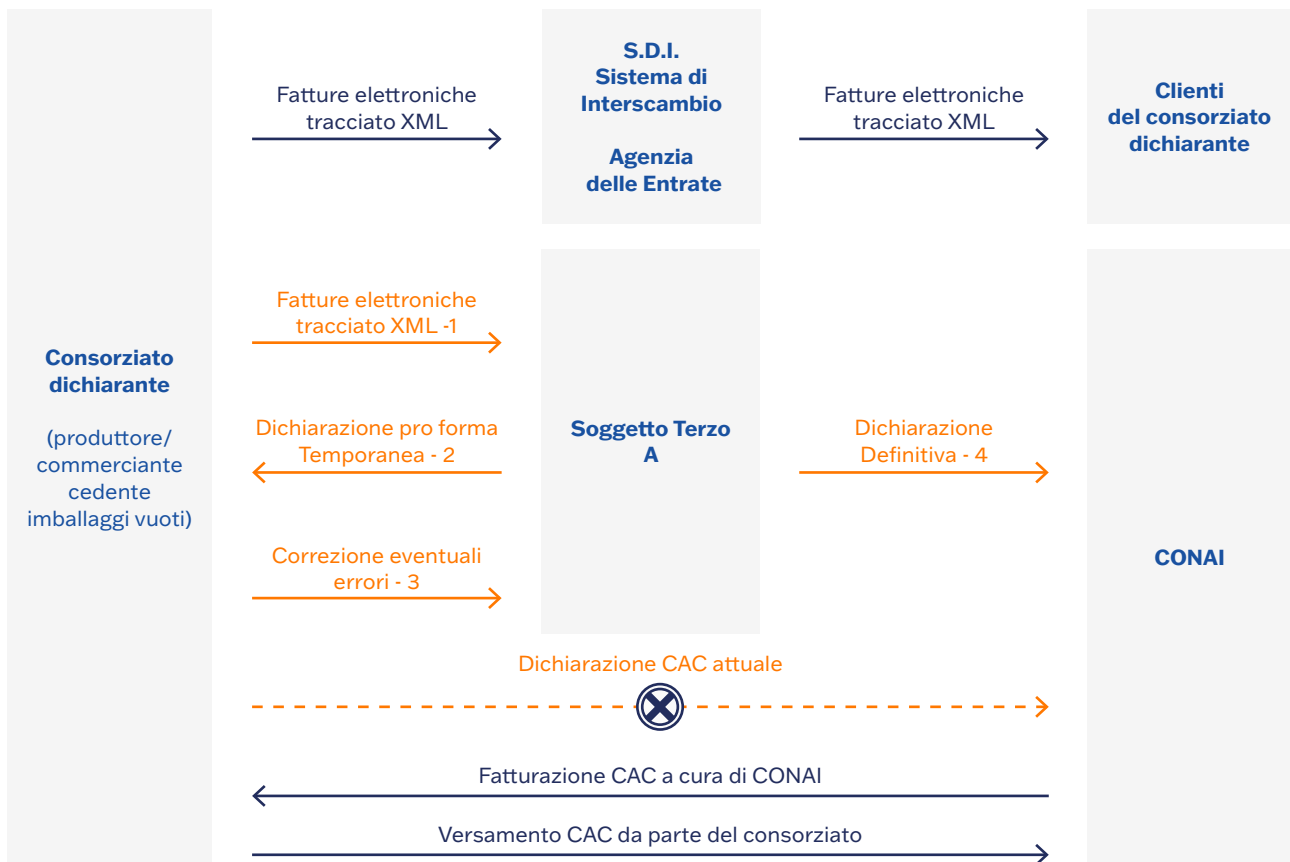 Fatture elettroniche
tracciato XML
S.D.I.
Sistema di
Interscambio
Agenzia
delle Entrate
Fatture elettroniche
tracciato XML
Clienti
del consorziato
dichiarante
Consorziato
dichiarante
(produttore/
commerciante
cedente
imballaggi vuoti)
Fatture elettroniche
tracciato XML -1
Dichiarazione pro forma
Temporanea - 2
Correzione eventuali
errori - 3
Soggetto Terzo
A
Dichiarazione
Definitiva - 4
CONAI
Dichiarazione CAC attuale
Fatturazione CAC a cura di CONAI
Versamento CAC da parte del consorziato